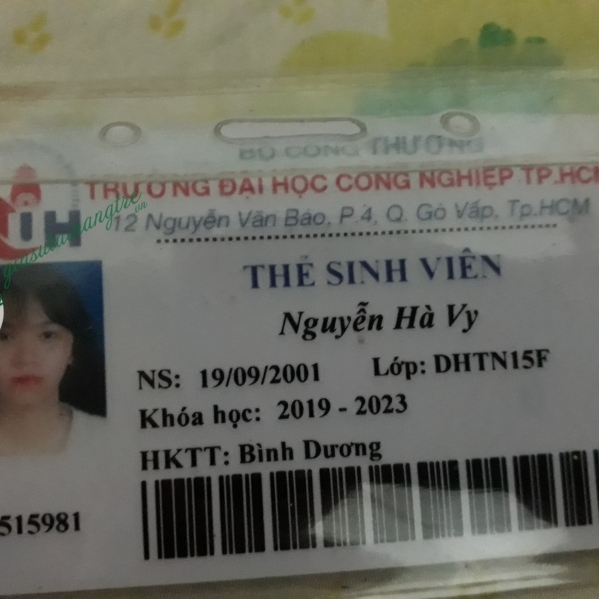 BỘ CÔNG THƯƠNG
TRƯỜNG ĐẠI HỌC CÔNG NGHIỆP TP.HCM
12 Nguyễn Văn Bảo, P.4, Q. Gò Vấp, Tp.HCM
THẺ SINH VIÊN
Nguyễn Hà Vy
NS: 19/09/2001 Lớp: DHTN15F
Khóa học: 2019 - 2023
HKTT: Bình Dương
515981